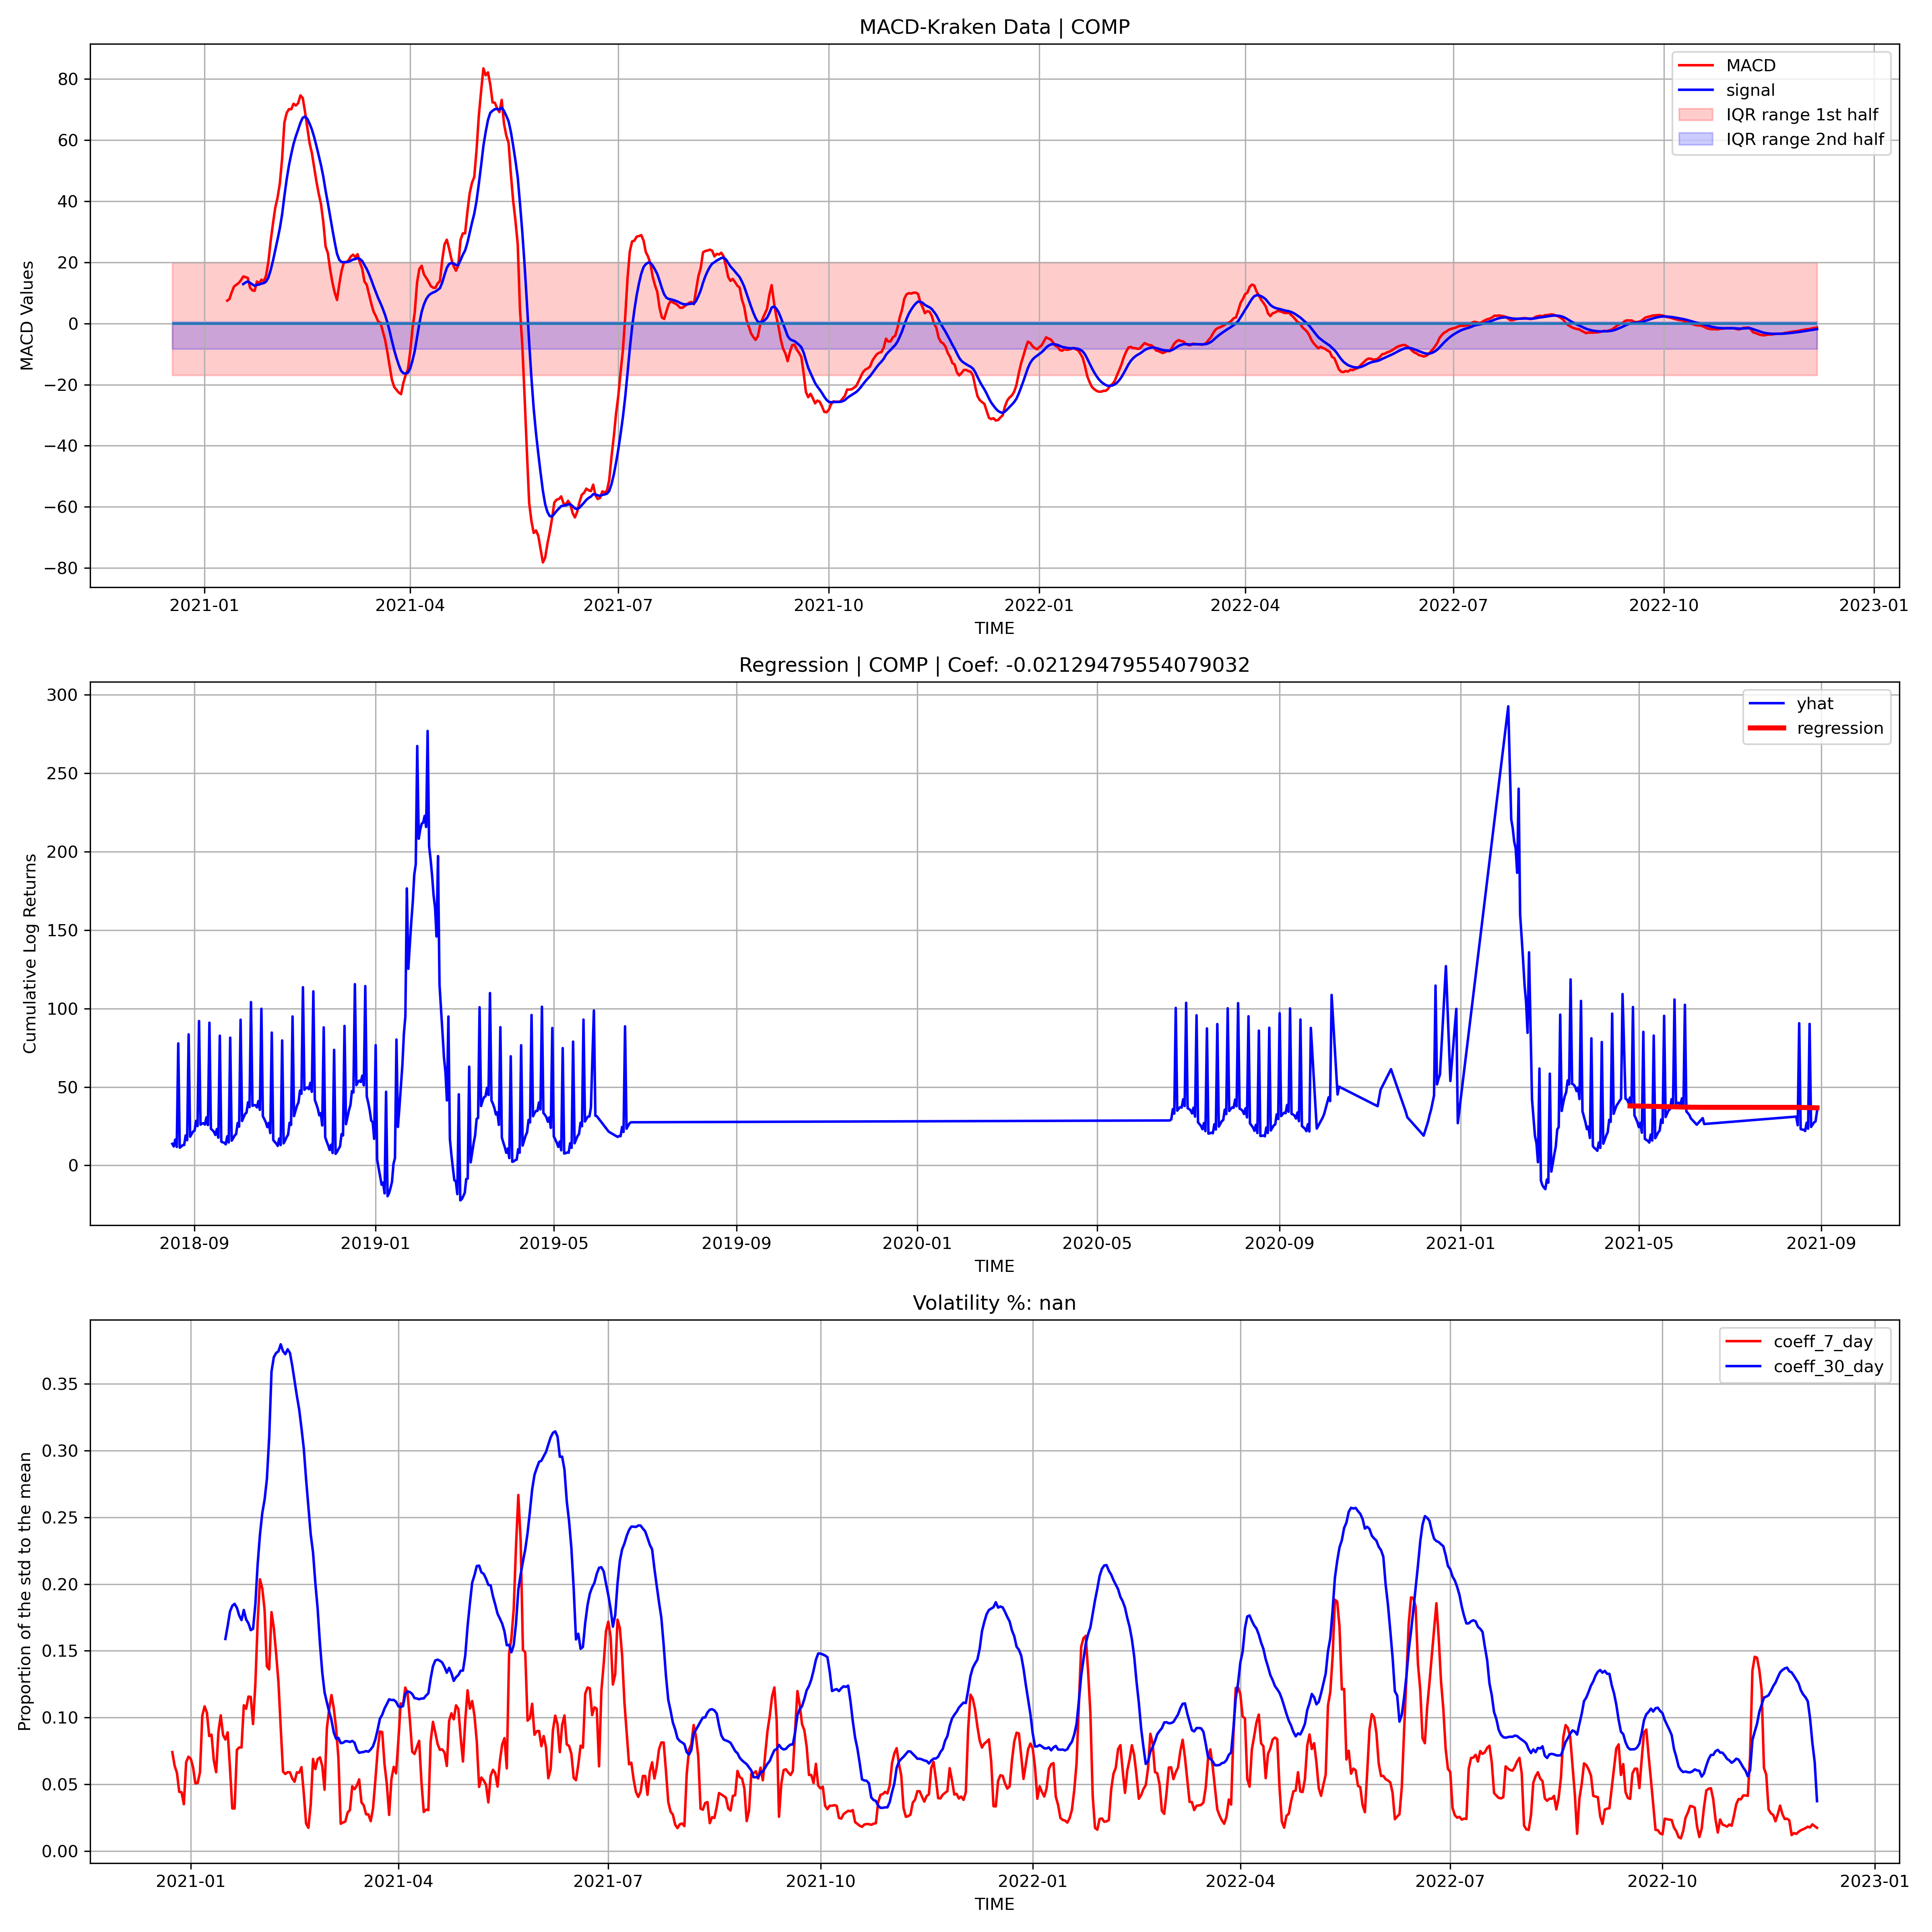 MACD-Kraken Data | COMP
MACD Values
80
60
40
20
0
−20
−40
−60
−80
MACD
signal
IQR range 1st half
IQR range 2nd half
2021-01 2021-04 2021-07 2021-10 2022-01 2022-04 2022-07 2022-10 2023-01
TIME
Regression | COMP | Coef: -0.02129479554079032
Cumulative Log Returns
300
250
200
150
100
50
0
yhat
regression
2018-09 2019-01 2019-05 2019-09 2020-01 2020-05 2020-09 2021-01 2021-05 2021-09
TIME
Volatility %: nan
Proportion of the std to the mean
0.35
0.30
0.25
0.20
0.15
0.10
0.05
0.00
coeff_7_day
coeff_30_day
2021-01 2021-04 2021-07 2021-10 2022-01 2022-04 2022-07 2022-10 2023-01
TIME